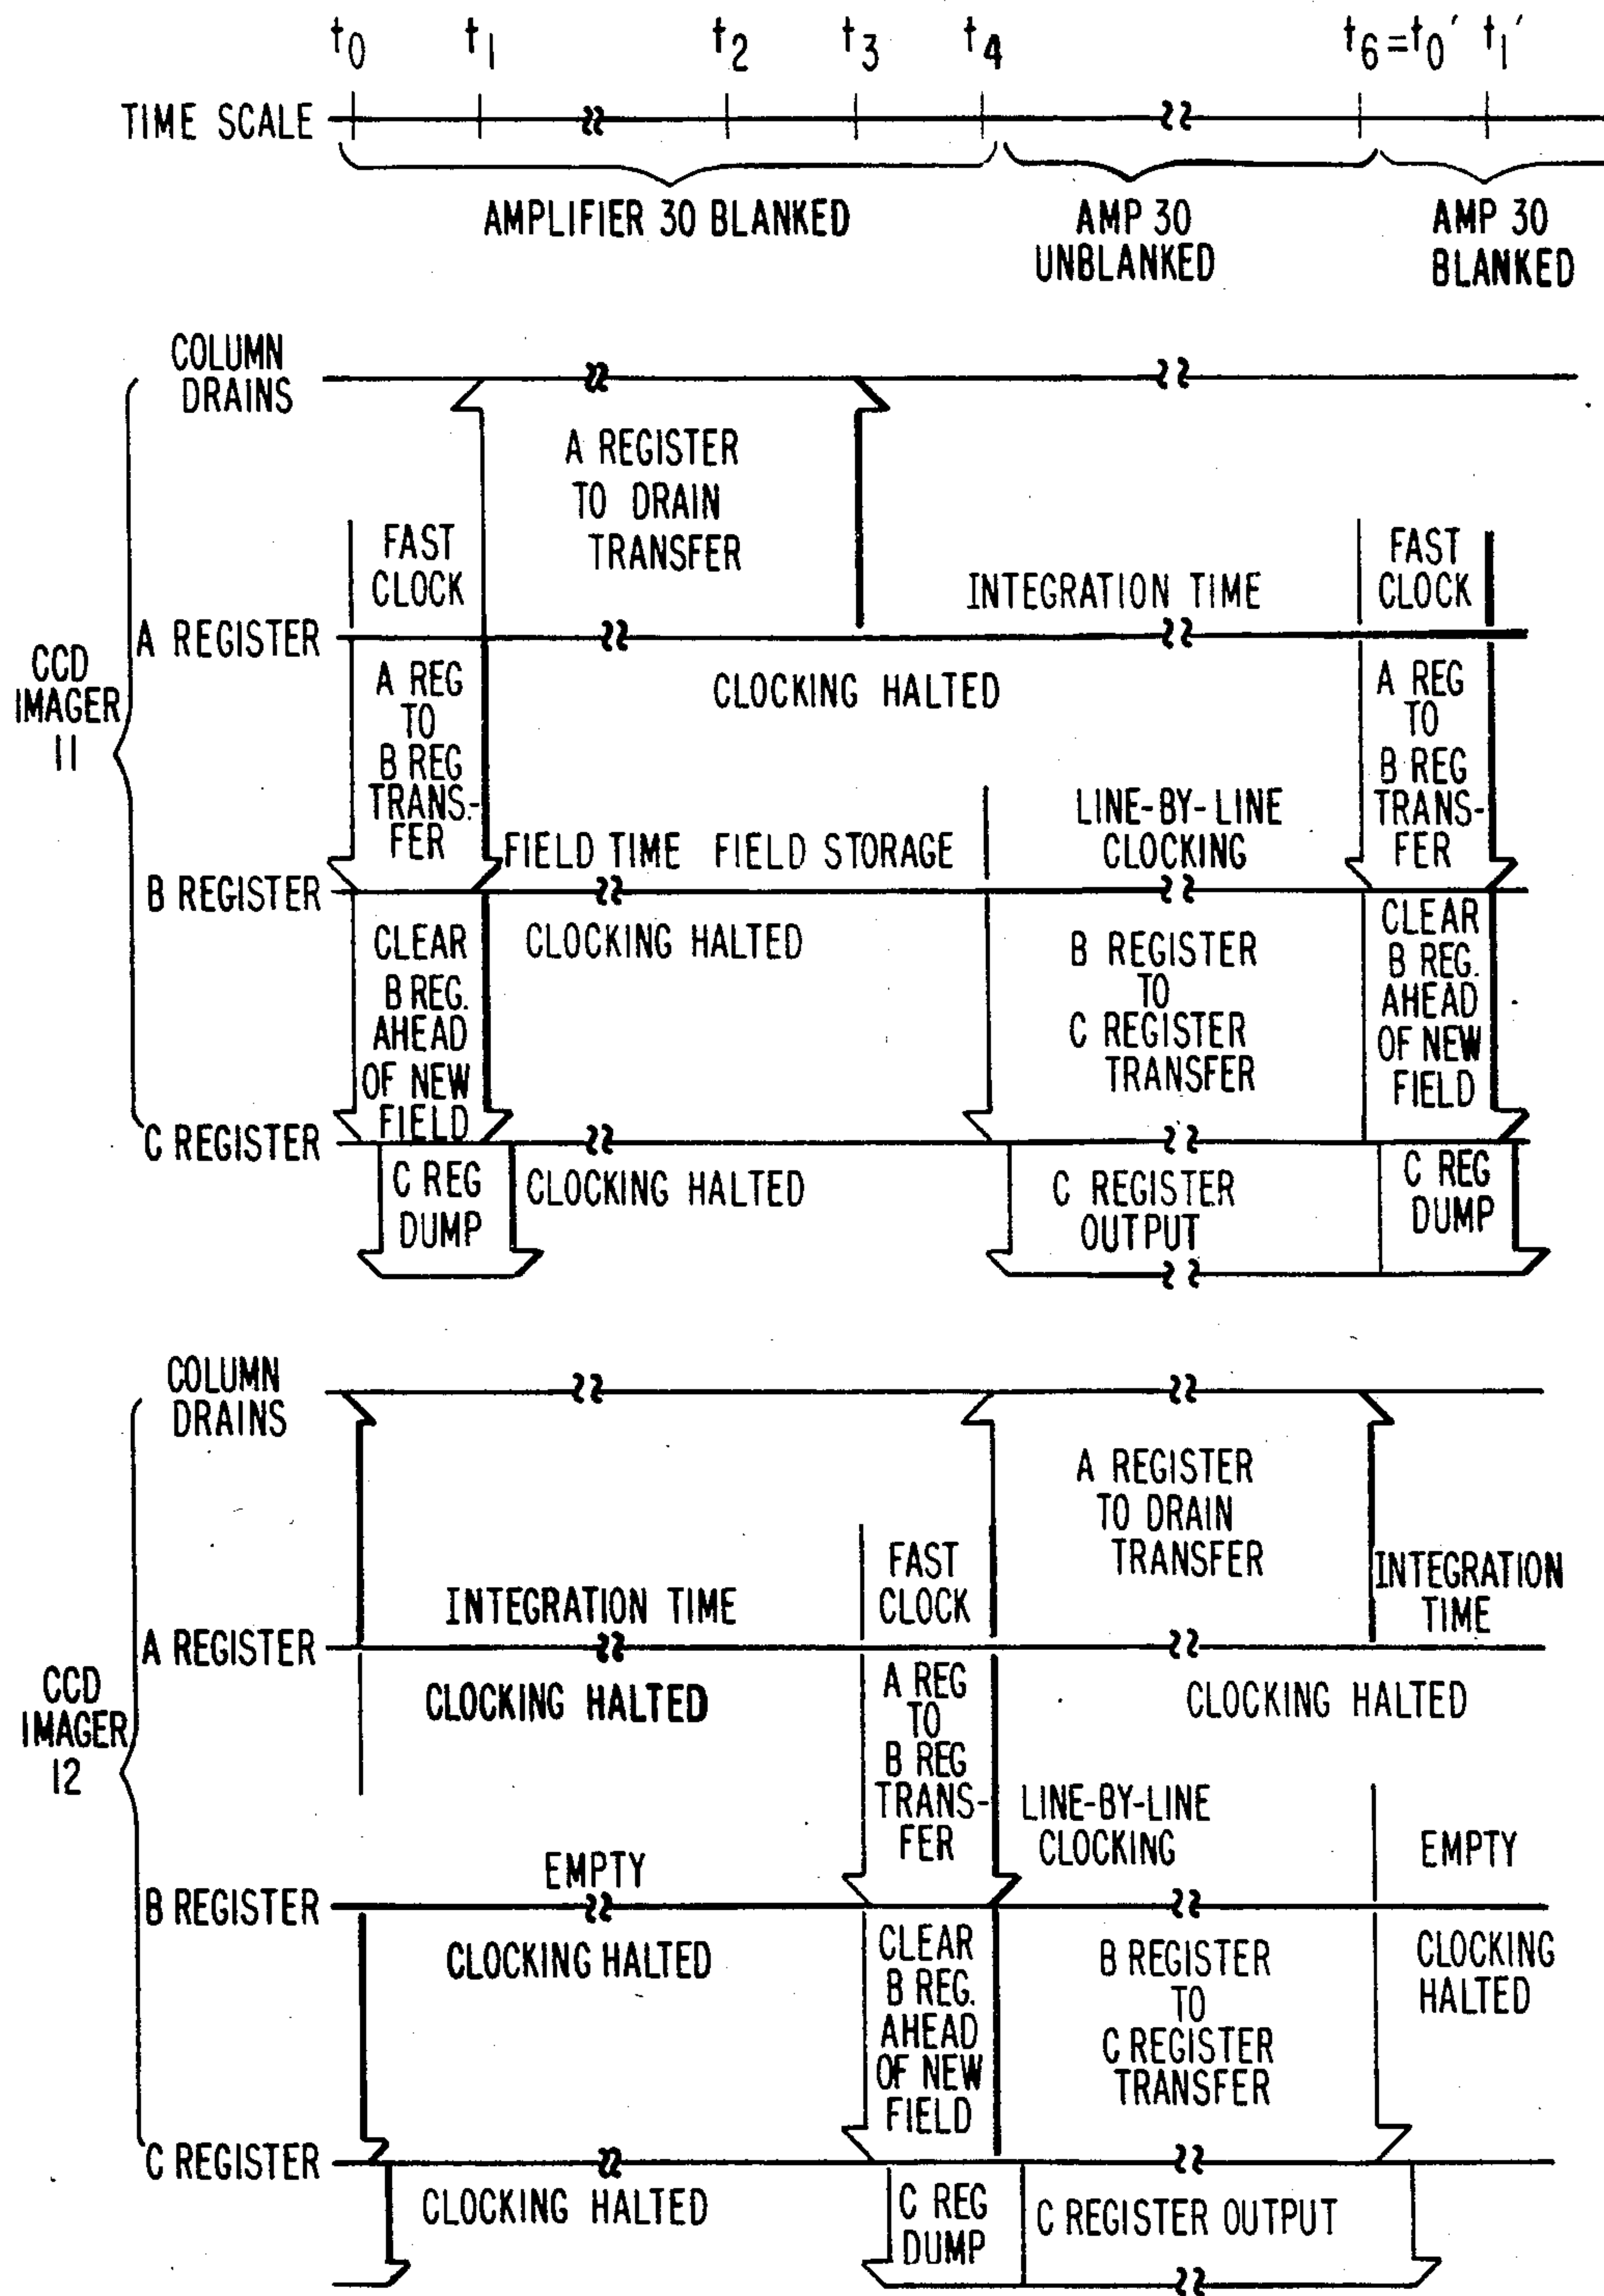 t0 t1 t2 t3 t4 t6=t0' t1'
TIME SCALE
AMPLIFIER 30 BLANKED
AMP 30
UNBLANKED
AMP 30
BLANKED
CCD
IMAGER
11
COLUMN
DRAINS
A REGISTER
TO DRAIN
TRANSFER
FAST
CLOCK
INTEGRATION TIME
FAST
CLOCK
A REGISTER
A REG
TO
B REG
TRANS-
FER
CLOCKING HALTED
A REG
TO
B REG
TRANS-
FER
FIELD TIME FIELD STORAGE
LINE-BY-LINE
CLOCKING
B REGISTER
CLEAR
B REG.
AHEAD
OF NEW
FIELD
CLOCKING HALTED
B REGISTER
TO
C REGISTER
TRANSFER
CLEAR
B REG.
AHEAD
OF NEW
FIELD
C REGISTER
C REG
DUMP
CLOCKING HALTED
C REGISTER
OUTPUT
C REG
DUMP
CCD
IMAGER
12
COLUMN
DRAINS
A REGISTER
TO DRAIN
TRANSFER
INTEGRATION TIME
FAST
CLOCK
INTEGRATION
TIME
A REGISTER
CLOCKING HALTED
A REG
TO
B REG
TRANS-
FER
CLOCKING HALTED
EMPTY
LINE-BY-LINE
CLOCKING
EMPTY
B REGISTER
CLOCKING HALTED
CLEAR
B REG.
AHEAD
OF NEW
FIELD
B REGISTER
TO
C REGISTER
TRANSFER
CLOCKING
HALTED
C REGISTER
CLOCKING HALTED
C REG
DUMP
C REGISTER OUTPUT